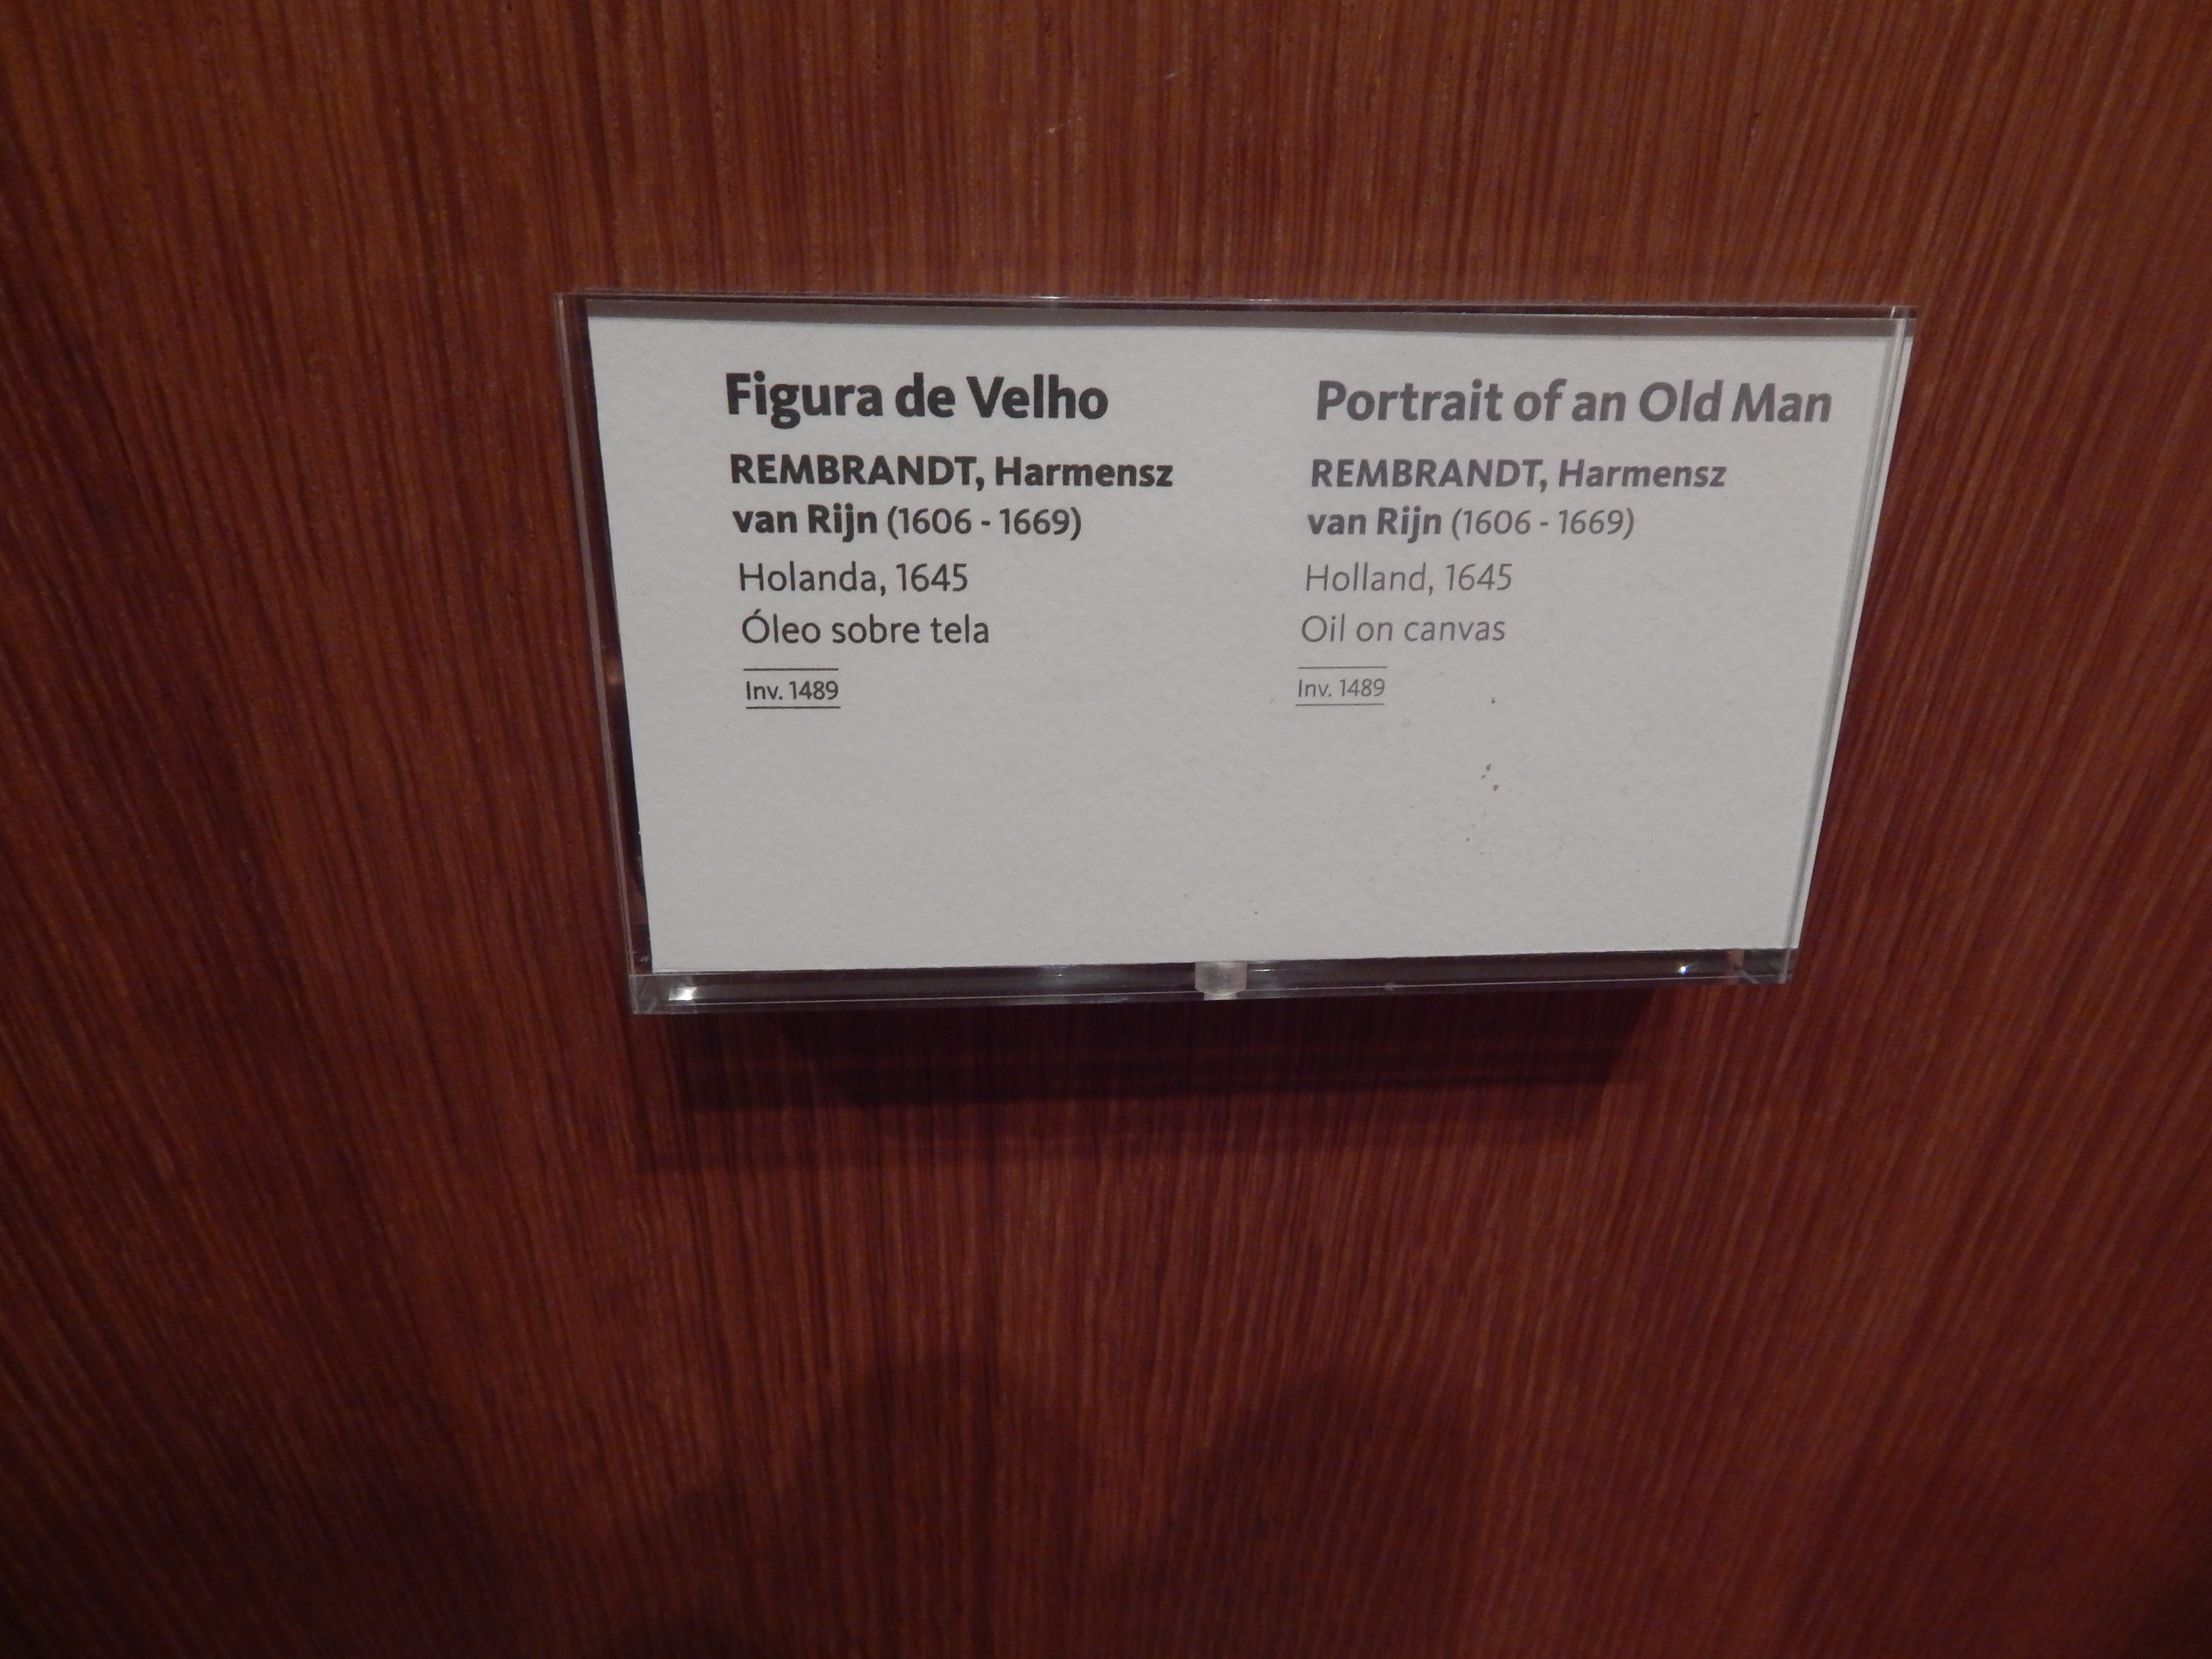 Figura de Velho
REMBRANDT, Harmensz
van Rijn (1606 - 1669)
Holanda, 1645
Óleo sobre tela
Inv. 1489
Portrait of an Old Man
REMBRANDT, Harmensz
van Rijn (1606 - 1669)
Holland, 1645
Oil on canvas
Inv. 1489